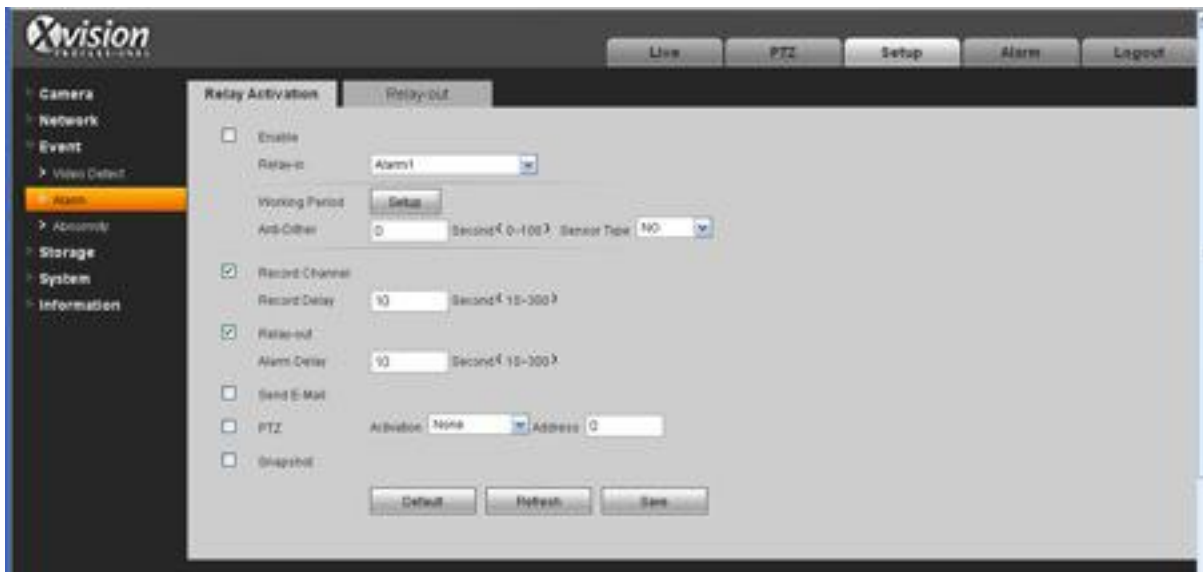 Xvision
PROFESSIONAL
Live PTZ Setup Alarm Logout
Camera
Network
Event
Video Detect
Alarm
Abnormity
Storage
System
Information
Relay Activation Relay-out
Enable
Relay-in Alarm1
Working Period Setup
Anti-Dither 0 Second(0~100) Sensor Type NO
Record Channel
Record Delay 10 Second(10~300)
Relay-out
Alarm Delay 10 Second(10~300)
Send E-Mail
PTZ Activation None Address 0
Snapshot
Default Refresh Save